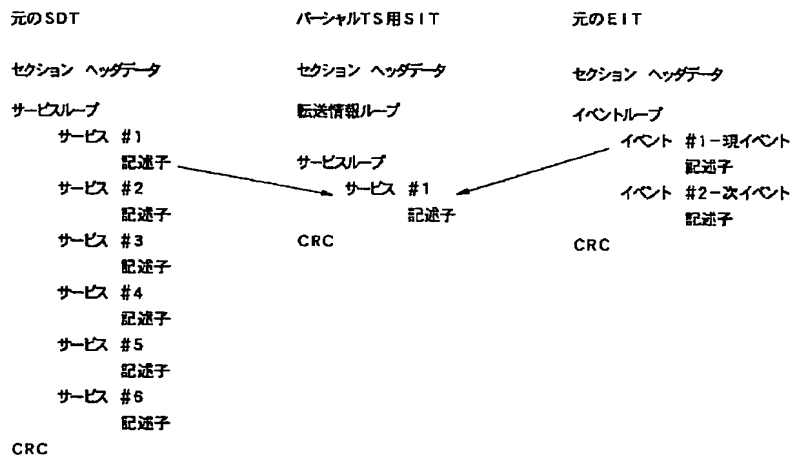 元のSDT
セクション ヘッダデータ
サービスループ
サービス #1
記述子
サービス #2
記述子
サービス #3
記述子
サービス #4
記述子
サービス #5
記述子
サービス #6
記述子
CRC
パーシャルTS用SIT
セクション ヘッダデータ
転送情報ループ
サービスループ
サービス #1
記述子
CRC
元のEIT
セクション ヘッダデータ
イベントループ
イベント #1-現イベント
記述子
イベント #2-次イベント
記述子
CRC